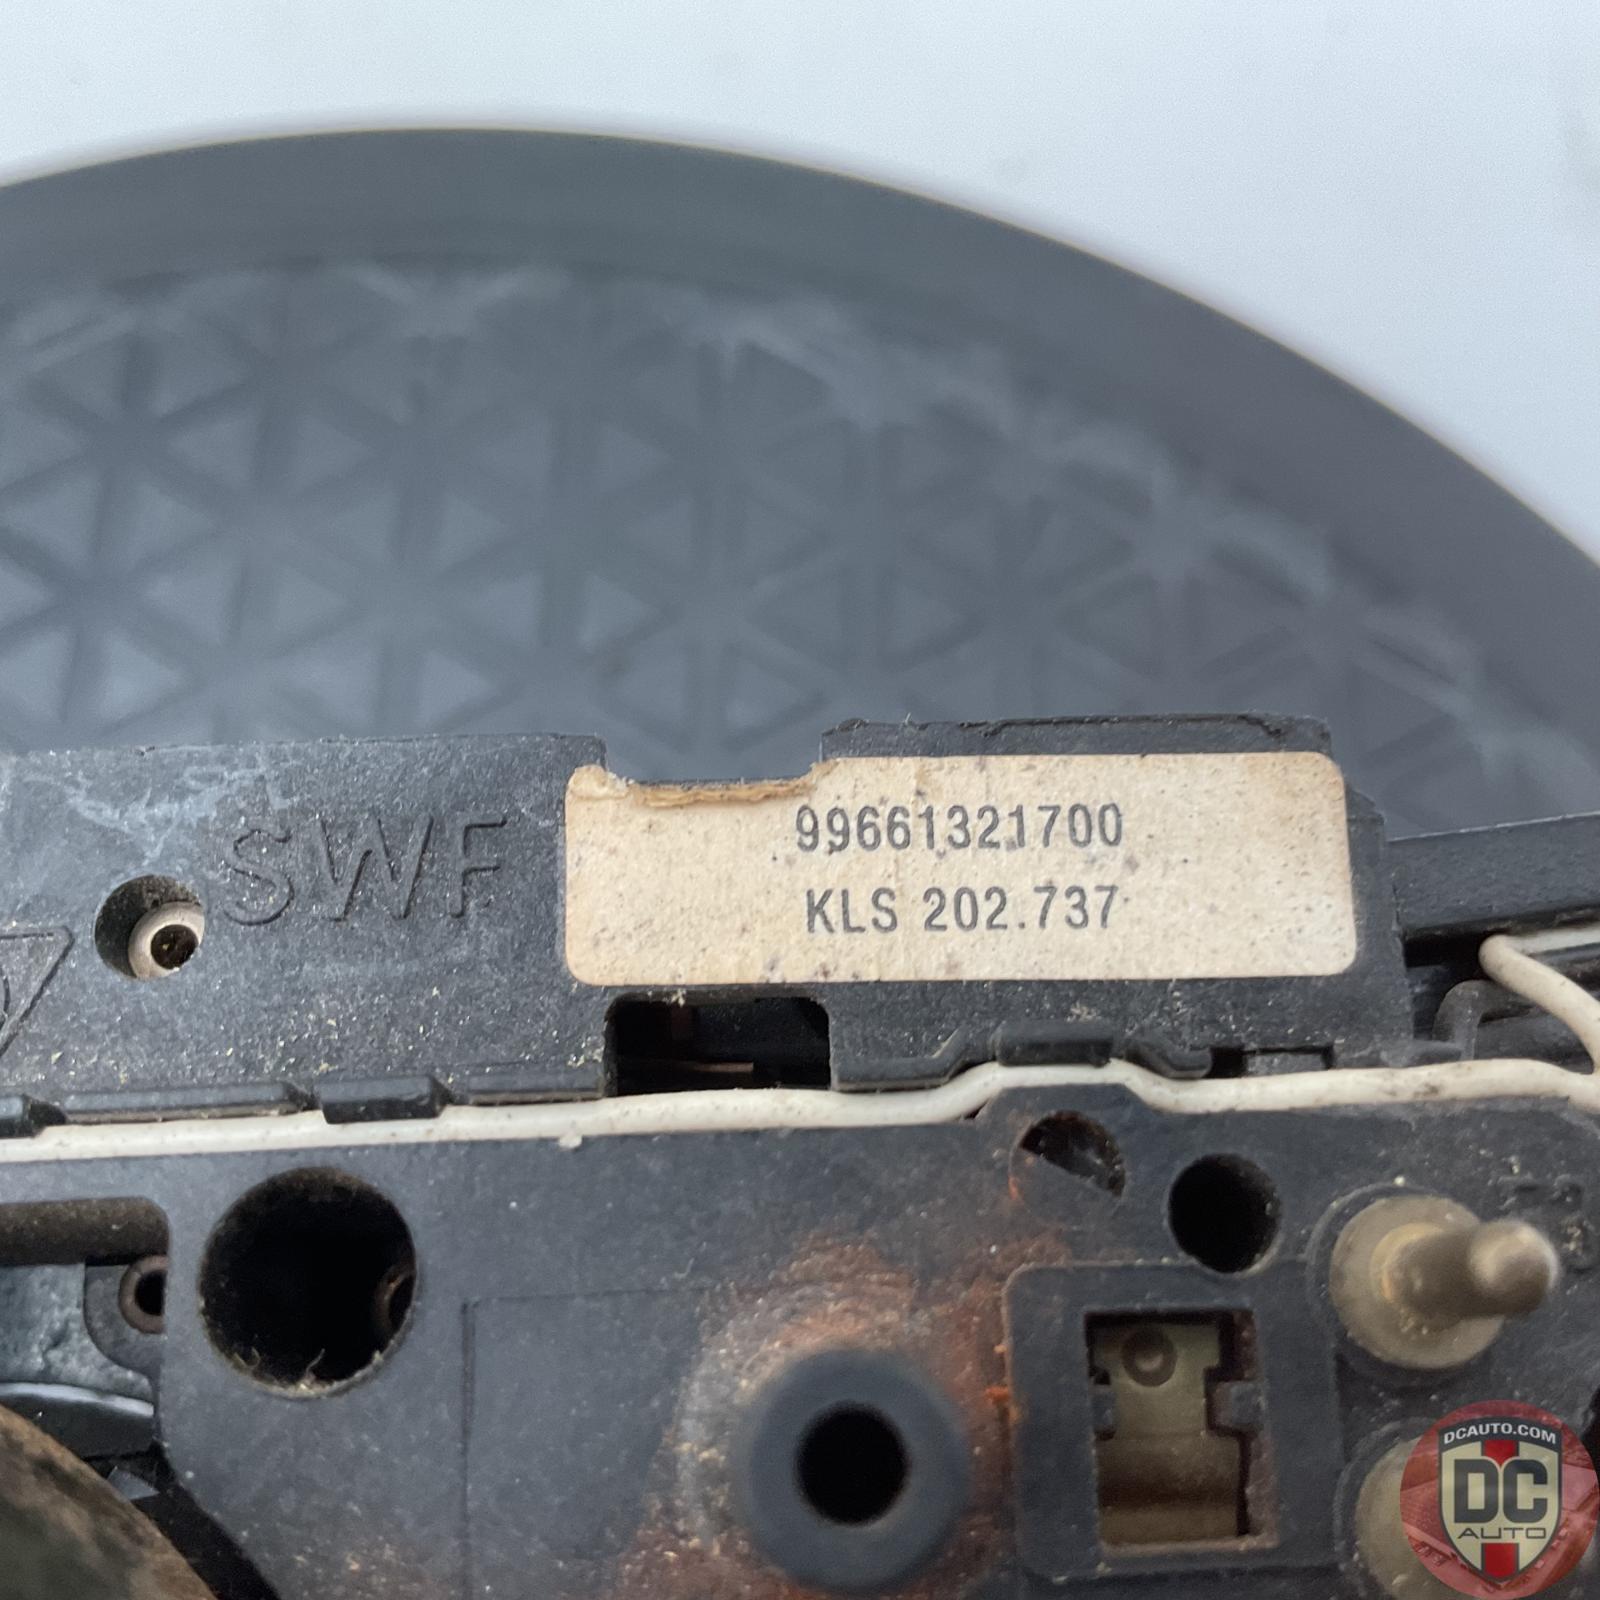 SWF
99661321700
KLS 202.737
DCAUTO.COM
DC
AUTO